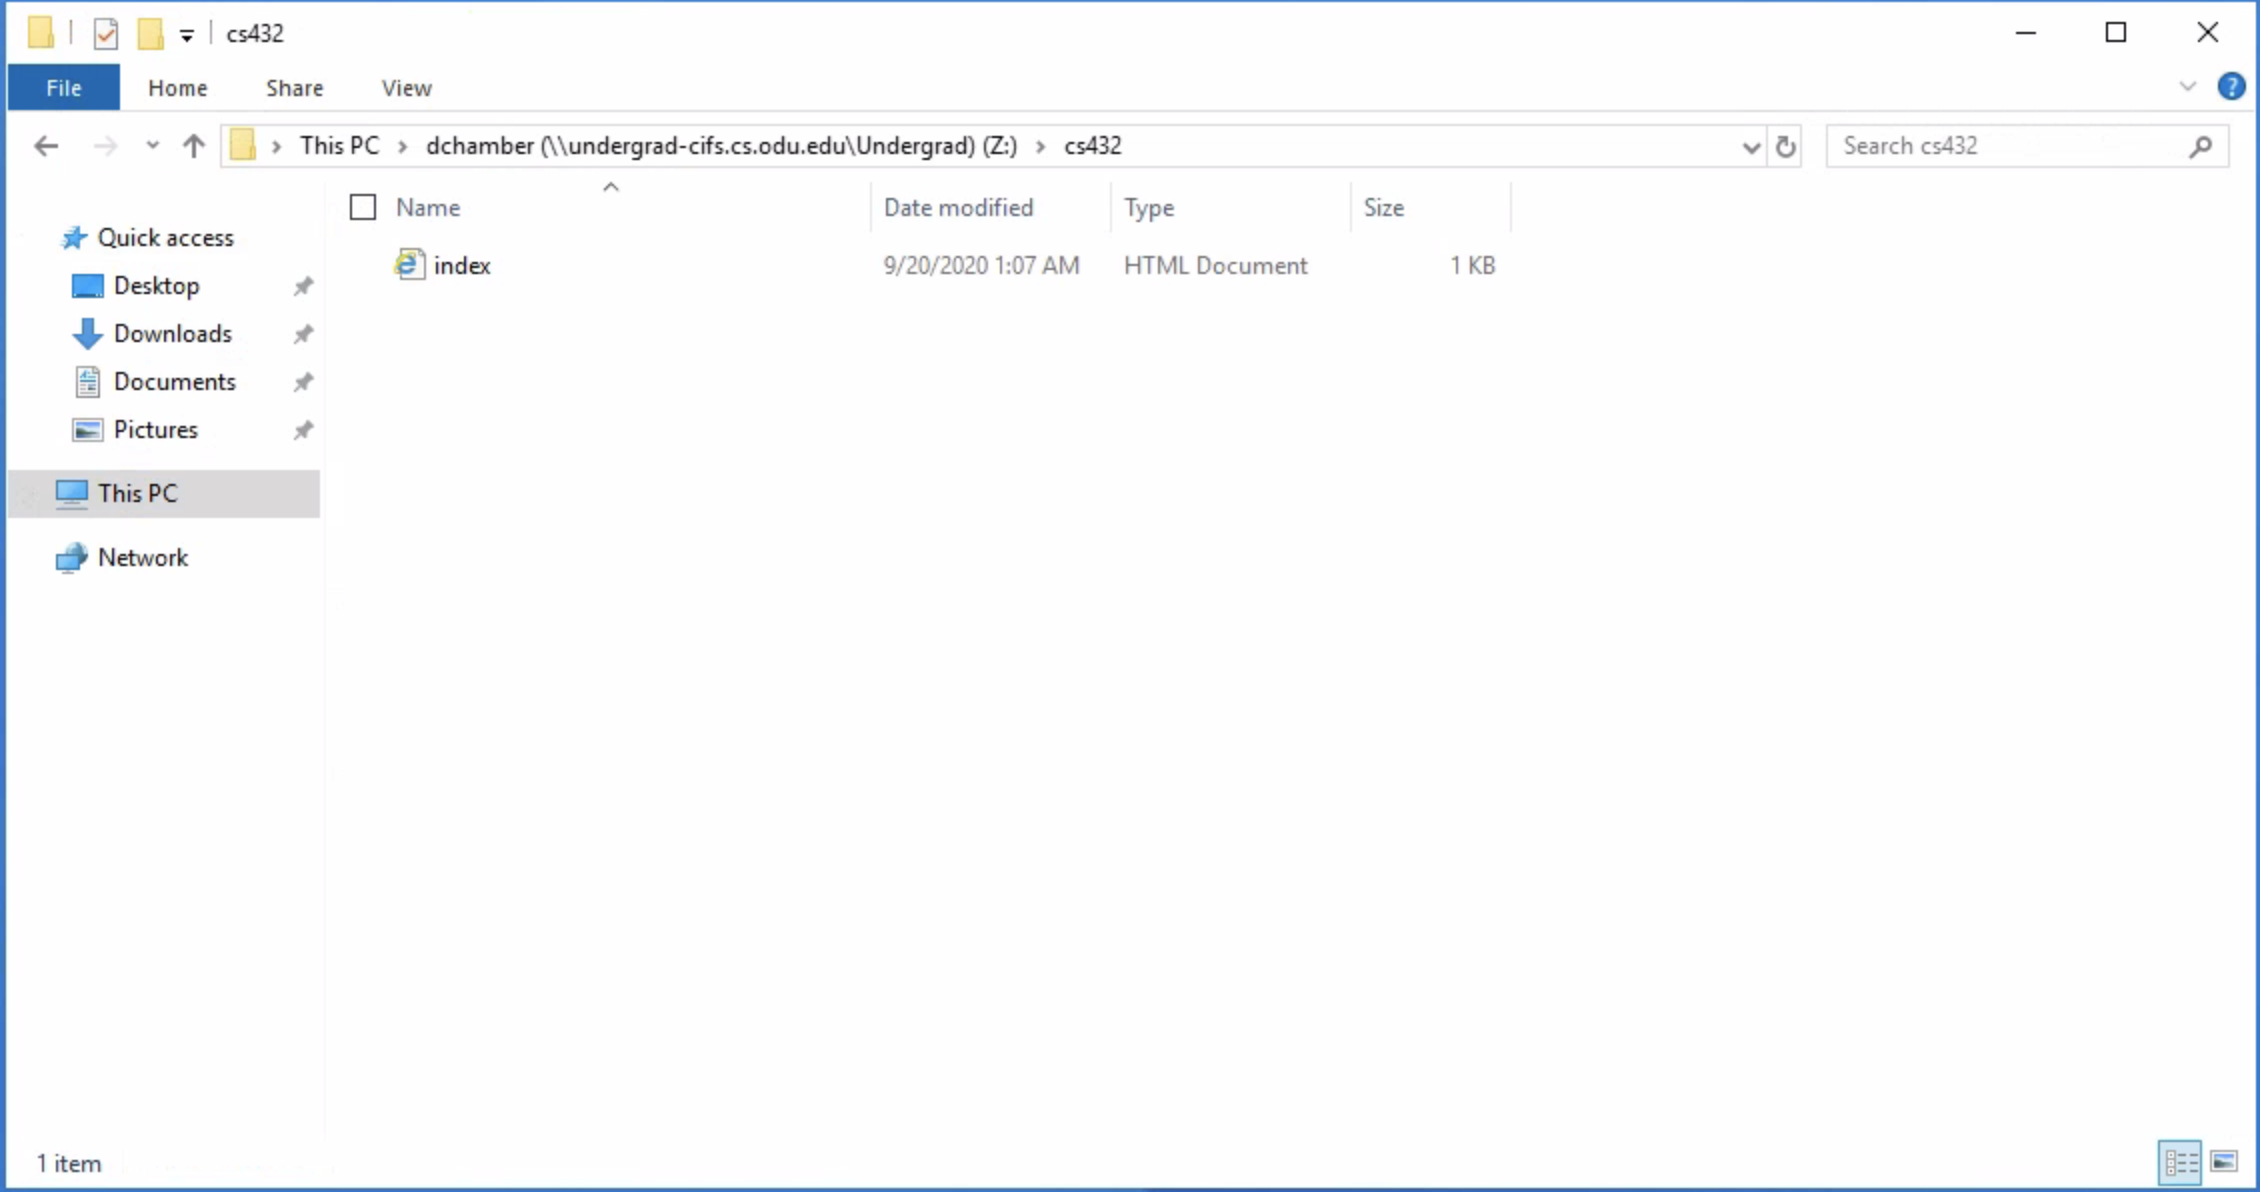 cs432
File Home Share View
This PC dchamber (\\undergrad-cifs.cs.odu.edu\Undergrad) (Z:) cs432 Search cs432
Name Date modified Type Size
Quick access
index 9/20/2020 1:07 AM HTML Document 1 KB
Desktop
Downloads
Documents
Pictures
This PC
Network
1 item